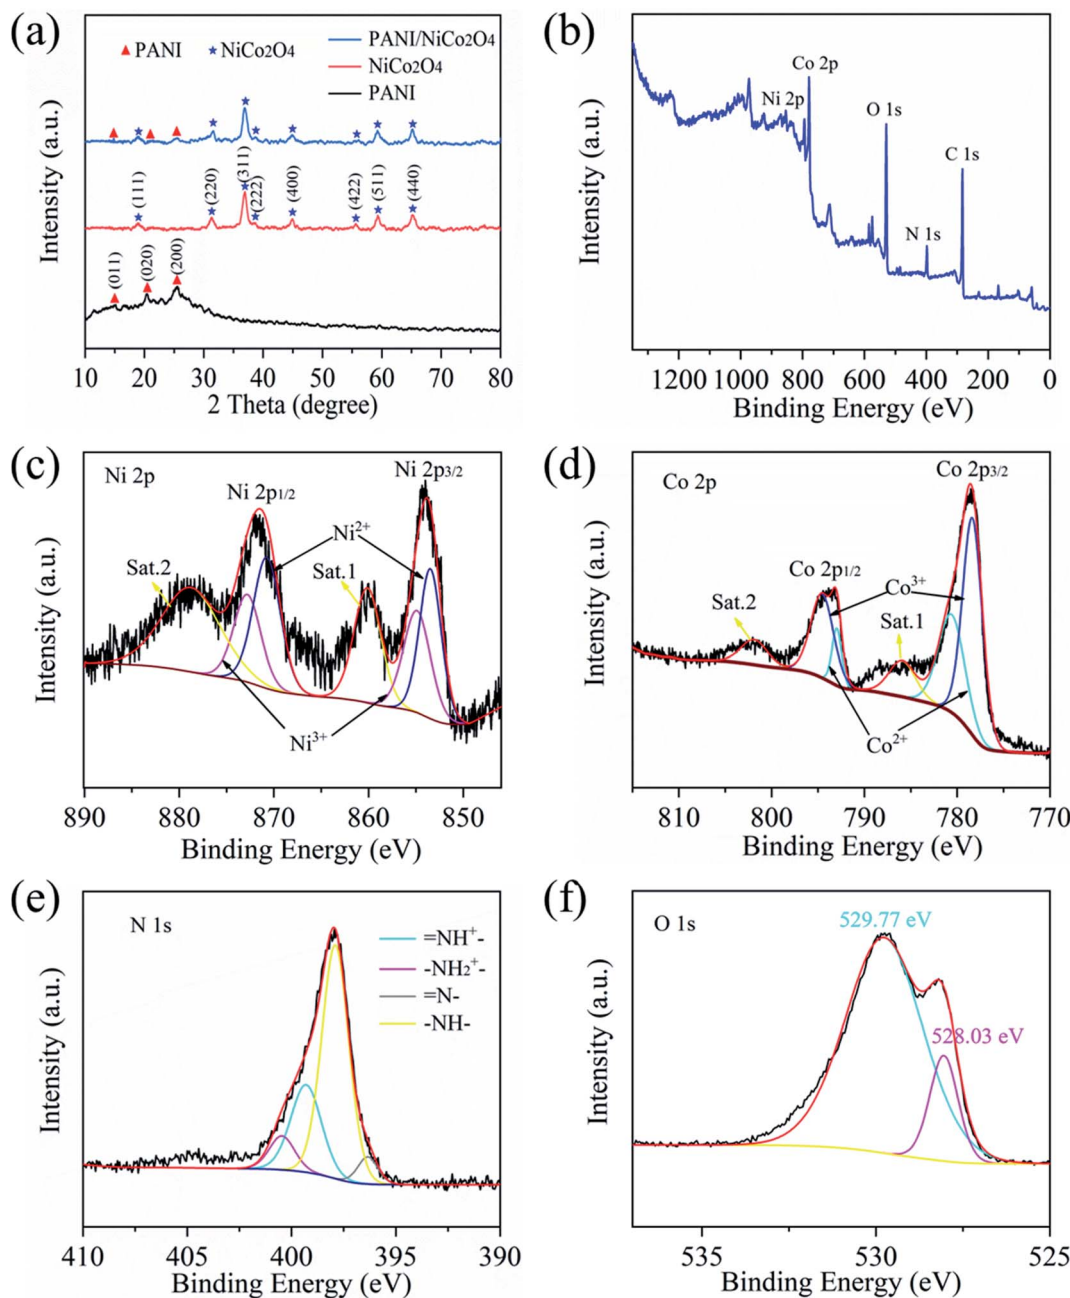 (a)
PANI
NiCo2O4
PANI/NiCo2O4
NiCo2O4
PANI
(111)
(220)
(311)
(222)
(400)
(422)
(511)
(440)
(011)
(020)
(200)
Intensity (a.u.)
10 20 30 40 50 60 70 80
2 Theta (degree)
(b)
Co 2p
Ni 2p
O 1s
C 1s
N 1s
Intensity (a.u.)
1200 1000 800 600 400 200 0
Binding Energy (eV)
(c)
Ni 2p
Ni 2p3/2
Ni 2p1/2
Ni2+
Sat.2
Sat.1
Ni3+
Intensity (a.u.)
890 880 870 860 850
Binding Energy (eV)
(d)
Co 2p
Co 2p3/2
Co 2p1/2
Co3+
Sat.2
Sat.1
Co2+
Intensity (a.u.)
810 800 790 780 770
Binding Energy (eV)
(e)
N 1s
=NH+-
-NH2+-
=N-
-NH-
Intensity (a.u.)
410 405 400 395 390
Binding Energy (eV)
(f)
O 1s
529.77 eV
528.03 eV
Intensity (a.u.)
535 530 525
Binding Energy (eV)